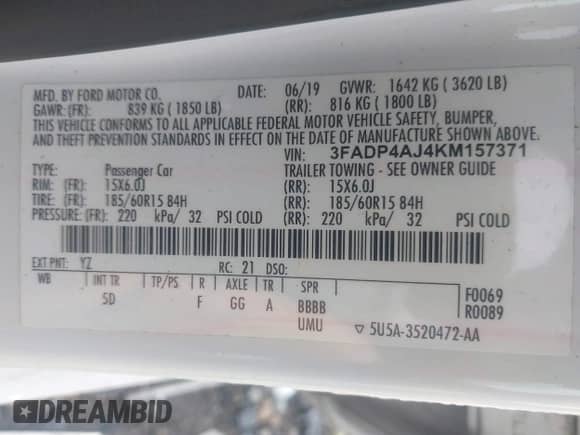 MFD. BY FORD MOTOR CO. DATE: 06/19 GVWR: 1642 KG ( 3620 LB)
GAWR: (FR): 839 KG ( 1850 LB) (RR): 816 KG ( 1800 LB)
THIS VEHICLE CONFORMS TO ALL APPLICABLE FEDERAL MOTOR VEHICLE SAFETY, BUMPER,
AND THEFT PREVENTION STANDARDS IN EFFECT ON THE DATE OF MANUFACTURE SHOWN ABOVE.
VIN: 3FADP4AJ4KM157371
TYPE: Passenger Car TRAILER TOWING - SEE OWNER GUIDE
RIM: (FR): 15X6.0J (RR): 15X6.0J
TIRE: (FR): 185/60R15 84H (RR): 185/60R15 84H
PRESSURE: (FR): 220 kPa/ 32 PSI COLD (RR): 220 kPa/ 32 PSI COLD
EXT PNT: YZ RC: 21 DSO:
WB INT TR TP/PS R AXLE TR SPR F0069
5D F GG A BBBB R0089
UMU ▽ 5U5A-3520472-AA
DREAMBID